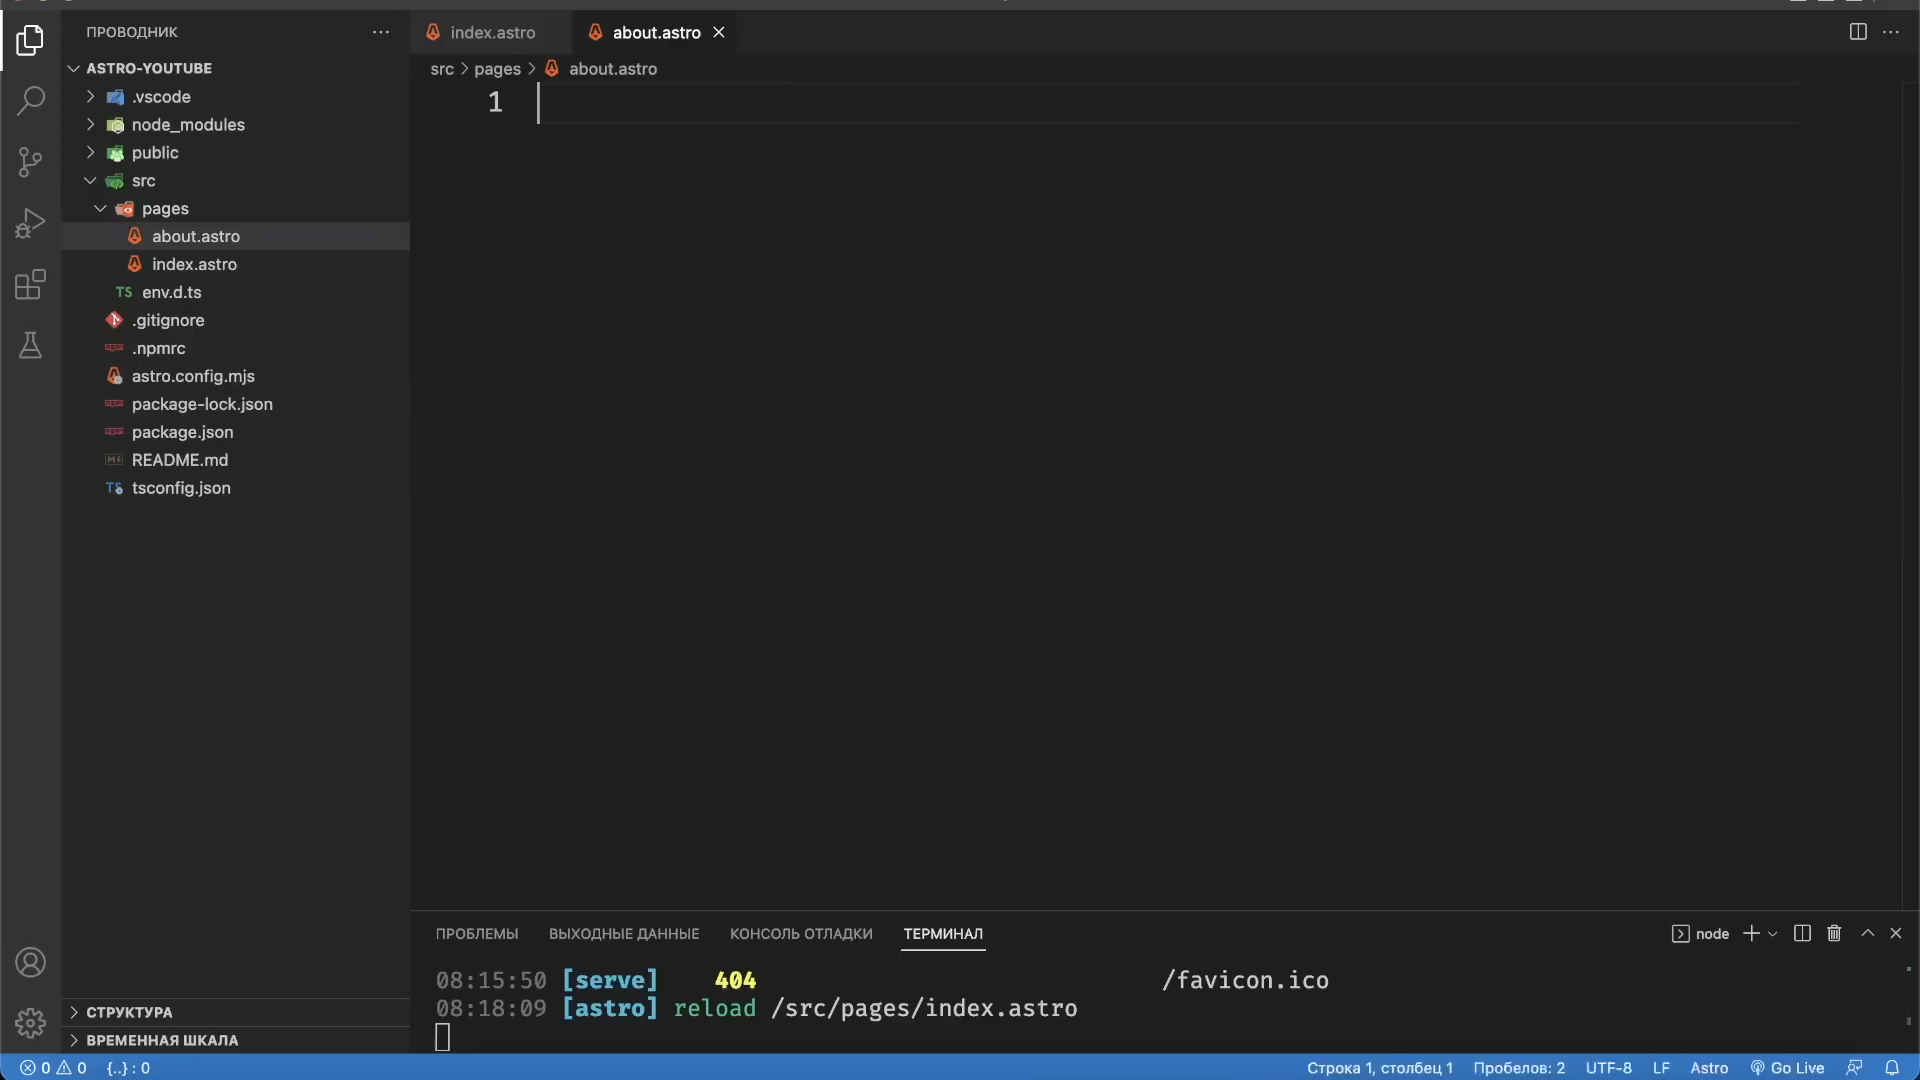 ПРОВОДНИК
ASTRO-YOUTUBE
.vscode
node_modules
public
src
pages
about.astro
index.astro
TS env.d.ts
.gitignore
.npmrc
astro.config.mjs
package-lock.json
package.json
README.md
TS tsconfig.json
СТРУКТУРА
ВРЕМЕННАЯ ШКАЛА
index.astro about.astro
src > pages > about.astro
1
ПРОБЛЕМЫ ВЫХОДНЫЕ ДАННЫЕ КОНСОЛЬ ОТЛАДКИ ТЕРМИНАЛ node
08:15:50 [serve] 404 /favicon.ico
08:18:09 [astro] reload /src/pages/index.astro
0 0 {..} : 0 Строка 1, столбец 1 Пробелов: 2 UTF-8 LF Astro Go Live